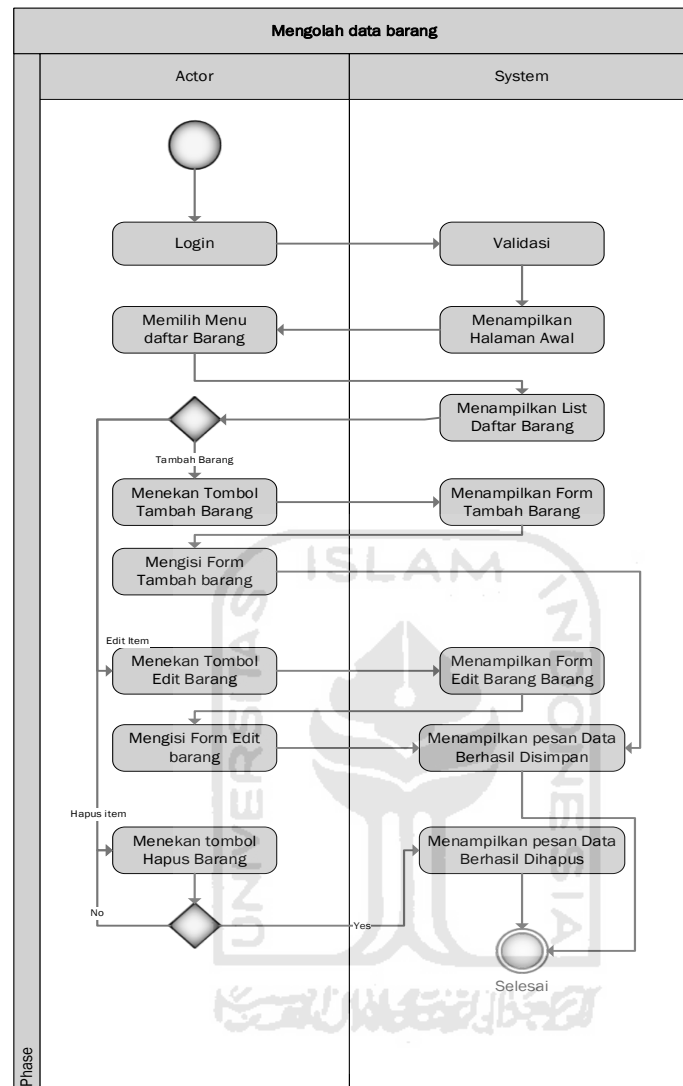 Mengolah data barang
Actor
System
Login
Validasi
Memilih Menu
daftar Barang
Menampilkan
Halaman Awal
Menampilkan List
Daftar Barang
Tambah Barang
Menekan Tombol
Tambah Barang
Menampilkan Form
Tambah Barang
Mengisi Form
Tambah barang
Edit Item
Menekan Tombol
Edit Barang
Menampilkan Form
Edit Barang Barang
Mengisi Form Edit
barang
Menampilkan pesan Data
Berhasil Disimpan
Hapus item
Menekan tombol
Hapus Barang
Menampilkan pesan Data
Berhasil Dihapus
No
Yes
Selesai
Phase
UNIVERSITAS
ISLAM
INDONESIA